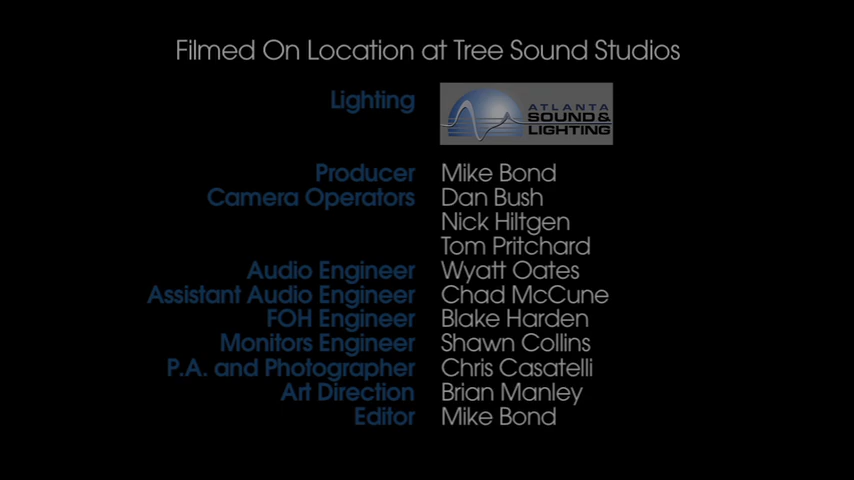 Filmed On Location at Tree Sound Studios
Lighting ATLANTA SOUND & LIGHTING
Producer Mike Bond
Camera Operators Dan Bush
Nick Hiltgen
Tom Pritchard
Audio Engineer Wyatt Oates
Assistant Audio Engineer Chad McCune
FOH Engineer Blake Harden
Monitors Engineer Shawn Collins
P.A. and Photographer Chris Casatelli
Art Direction Brian Manley
Editor Mike Bond